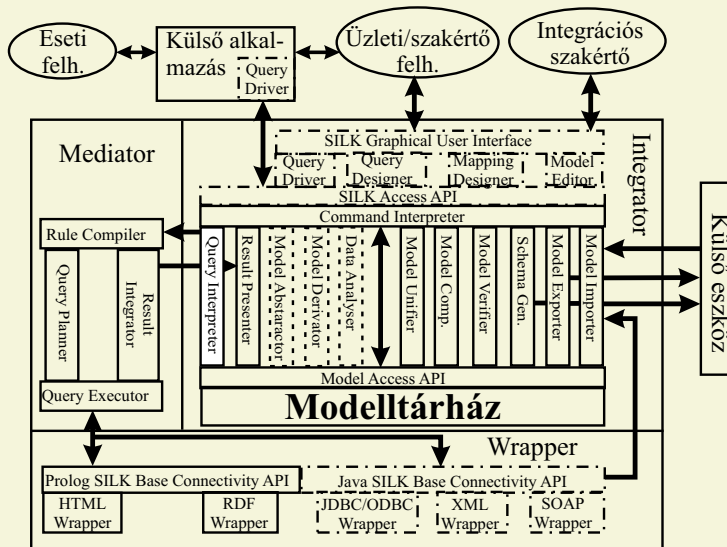 Eseti
felh.
Külső alkal-
mazás
Query
Driver
Üzleti/szakértő
felh.
Integrációs
szakértő
Mediator
SILK Graphical User Interface
Query
Driver
Query
Designer
Mapping
Designer
Model
Editor
SILK Access API
Command Interpreter
Integrator
Külső eszköz
Rule Compiler
Query Planner
Result
Integrator
Query Executor
Query Interpreter
Result Presenter
Model Abstaractor
Model Derivator
Data Analyser
Model Unifier
Model Comp.
Model Verifier
Schema Gen.
Model Exporter
Model Importer
Model Access API
Modelltárház
Wrapper
Prolog SILK Base Connectivity API
Java SILK Base Connectivity API
HTML
Wrapper
RDF
Wrapper
JDBC/ODBC
Wrapper
XML
Wrapper
SOAP
Wrapper